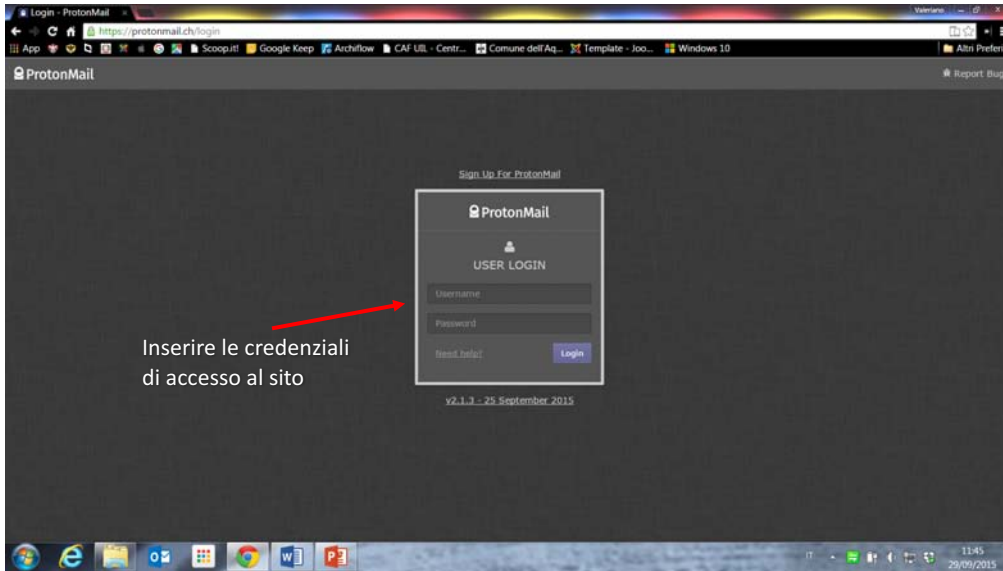 Login - ProtonMail
Valeriano
https://protonmail.ch/login
App
Scoop.it!
Google Keep
Archiflow
CAF UIL - Centr...
Comune dell'Aq...
Template - Joo...
Windows 10
Altri Prefer
ProtonMail
Report Bug
Sign Up For ProtonMail
ProtonMail
USER LOGIN
Username
Password
Need help?
Login
Inserire le credenziali
di accesso al sito
v2.1.3 - 25 September 2015
IT
11:45
29/09/2015